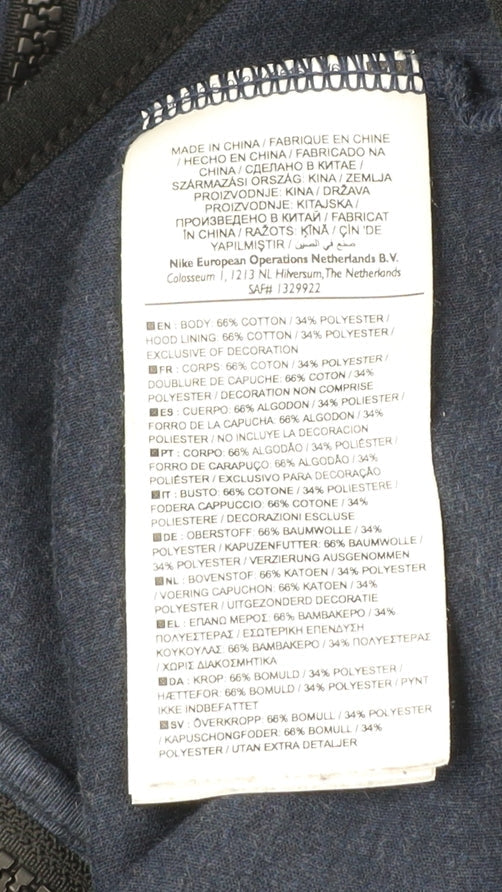 MADE IN CHINA / FABRIQUE EN CHINE
/ HECHO EN CHINA / FABRICADO NA
CHINA / СДЕЛАНО В КИТАЕ /
SZÁRMAZÁSI ORSZÁG: KINA / ZEMLJA
PROIZVODNJE: KINA / DRŽAVA
PROIZVODNJE: KITAJSKA /
ПРОИЗВЕДЕНО В КИТАЙ / FABRICAT
ÎN CHINA / RAŽOTS ĶĪNĀ / ÇİN 'DE
YAPILMIŞTIR / صنع في الصين
Nike European Operations Netherlands B.V.
Colosseum 1, 1213 NL Hilversum, The Netherlands
SAF# 1329922
EN : BODY: 66% COTTON / 34% POLYESTER /
HOOD LINING: 66% COTTON / 34% POLYESTER /
EXCLUSIVE OF DECORATION
FR : CORPS: 66% COTON / 34% POLYESTER /
DOUBLURE DE CAPUCHE: 66% COTON / 34%
POLYESTER / DECORATION NON COMPRISE
ES : CUERPO: 66% ALGODON / 34% POLIESTER /
FORRO DE LA CAPUCHA: 66% ALGODON / 34%
POLIESTER / NO INCLUYE LA DECORACION
PT : CORPO: 66% ALGODÃO / 34% POLIÉSTER /
FORRO DE CARAPUÇO: 66% ALGODÃO / 34%
POLIÉSTER / EXCLUSIVO PARA DECORAÇÃO
IT : BUSTO: 66% COTONE / 34% POLIESTERE /
FODERA CAPPUCCIO: 66% COTONE / 34%
POLIESTERE / DECORAZIONI ESCLUSE
DE : OBERSTOFF: 66% BAUMWOLLE / 34%
POLYESTER / KAPUZENFUTTER: 66% BAUMWOLLE /
34% POLYESTER / VERZIERUNG AUSGENOMMEN
NL : BOVENSTOF: 66% KATOEN / 34% POLYESTER
/ VOERING CAPUCHON: 66% KATOEN / 34%
POLYESTER / UITGEZONDERD DECORATIE
EL : ΕΠΑΝΩ ΜΕΡΟΣ: 66% ΒΑΜΒΑΚΕΡΟ / 34%
ΠΟΛΥΕΣΤΕΡΑΣ / ΕΣΩΤΕΡΙΚΗ ΕΠΕΝΔΥΣΗ
ΚΟΥΚΟΥΛΑΣ: 66% ΒΑΜΒΑΚΕΡΟ / 34% ΠΟΛΥΕΣΤΕΡΑΣ
/ ΧΩΡΙΣ ΔΙΑΚΟΣΜΗΤΙΚΑ
DA : KROP: 66% BOMULD / 34% POLYESTER /
HÆTTEFOR: 66% BOMULD / 34% POLYESTER / PYNT
IKKE INDBEFATTET
SV : ÖVERKROPP: 66% BOMULL / 34% POLYESTER
/ KAPUSCHONGFODER: 66% BOMULL / 34%
POLYESTER / UTAN EXTRA DETALJER